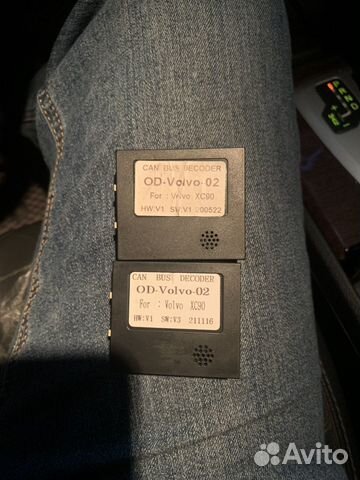 CAN BUS DECODER
OD-Volvo-02
For : Volvo XC90
HW:V1 SW:V1 200522
CAN BUS DECODER
OD-Volvo-02
For : Volvo XC90
HW:V1 SW:V3 211116
Avito